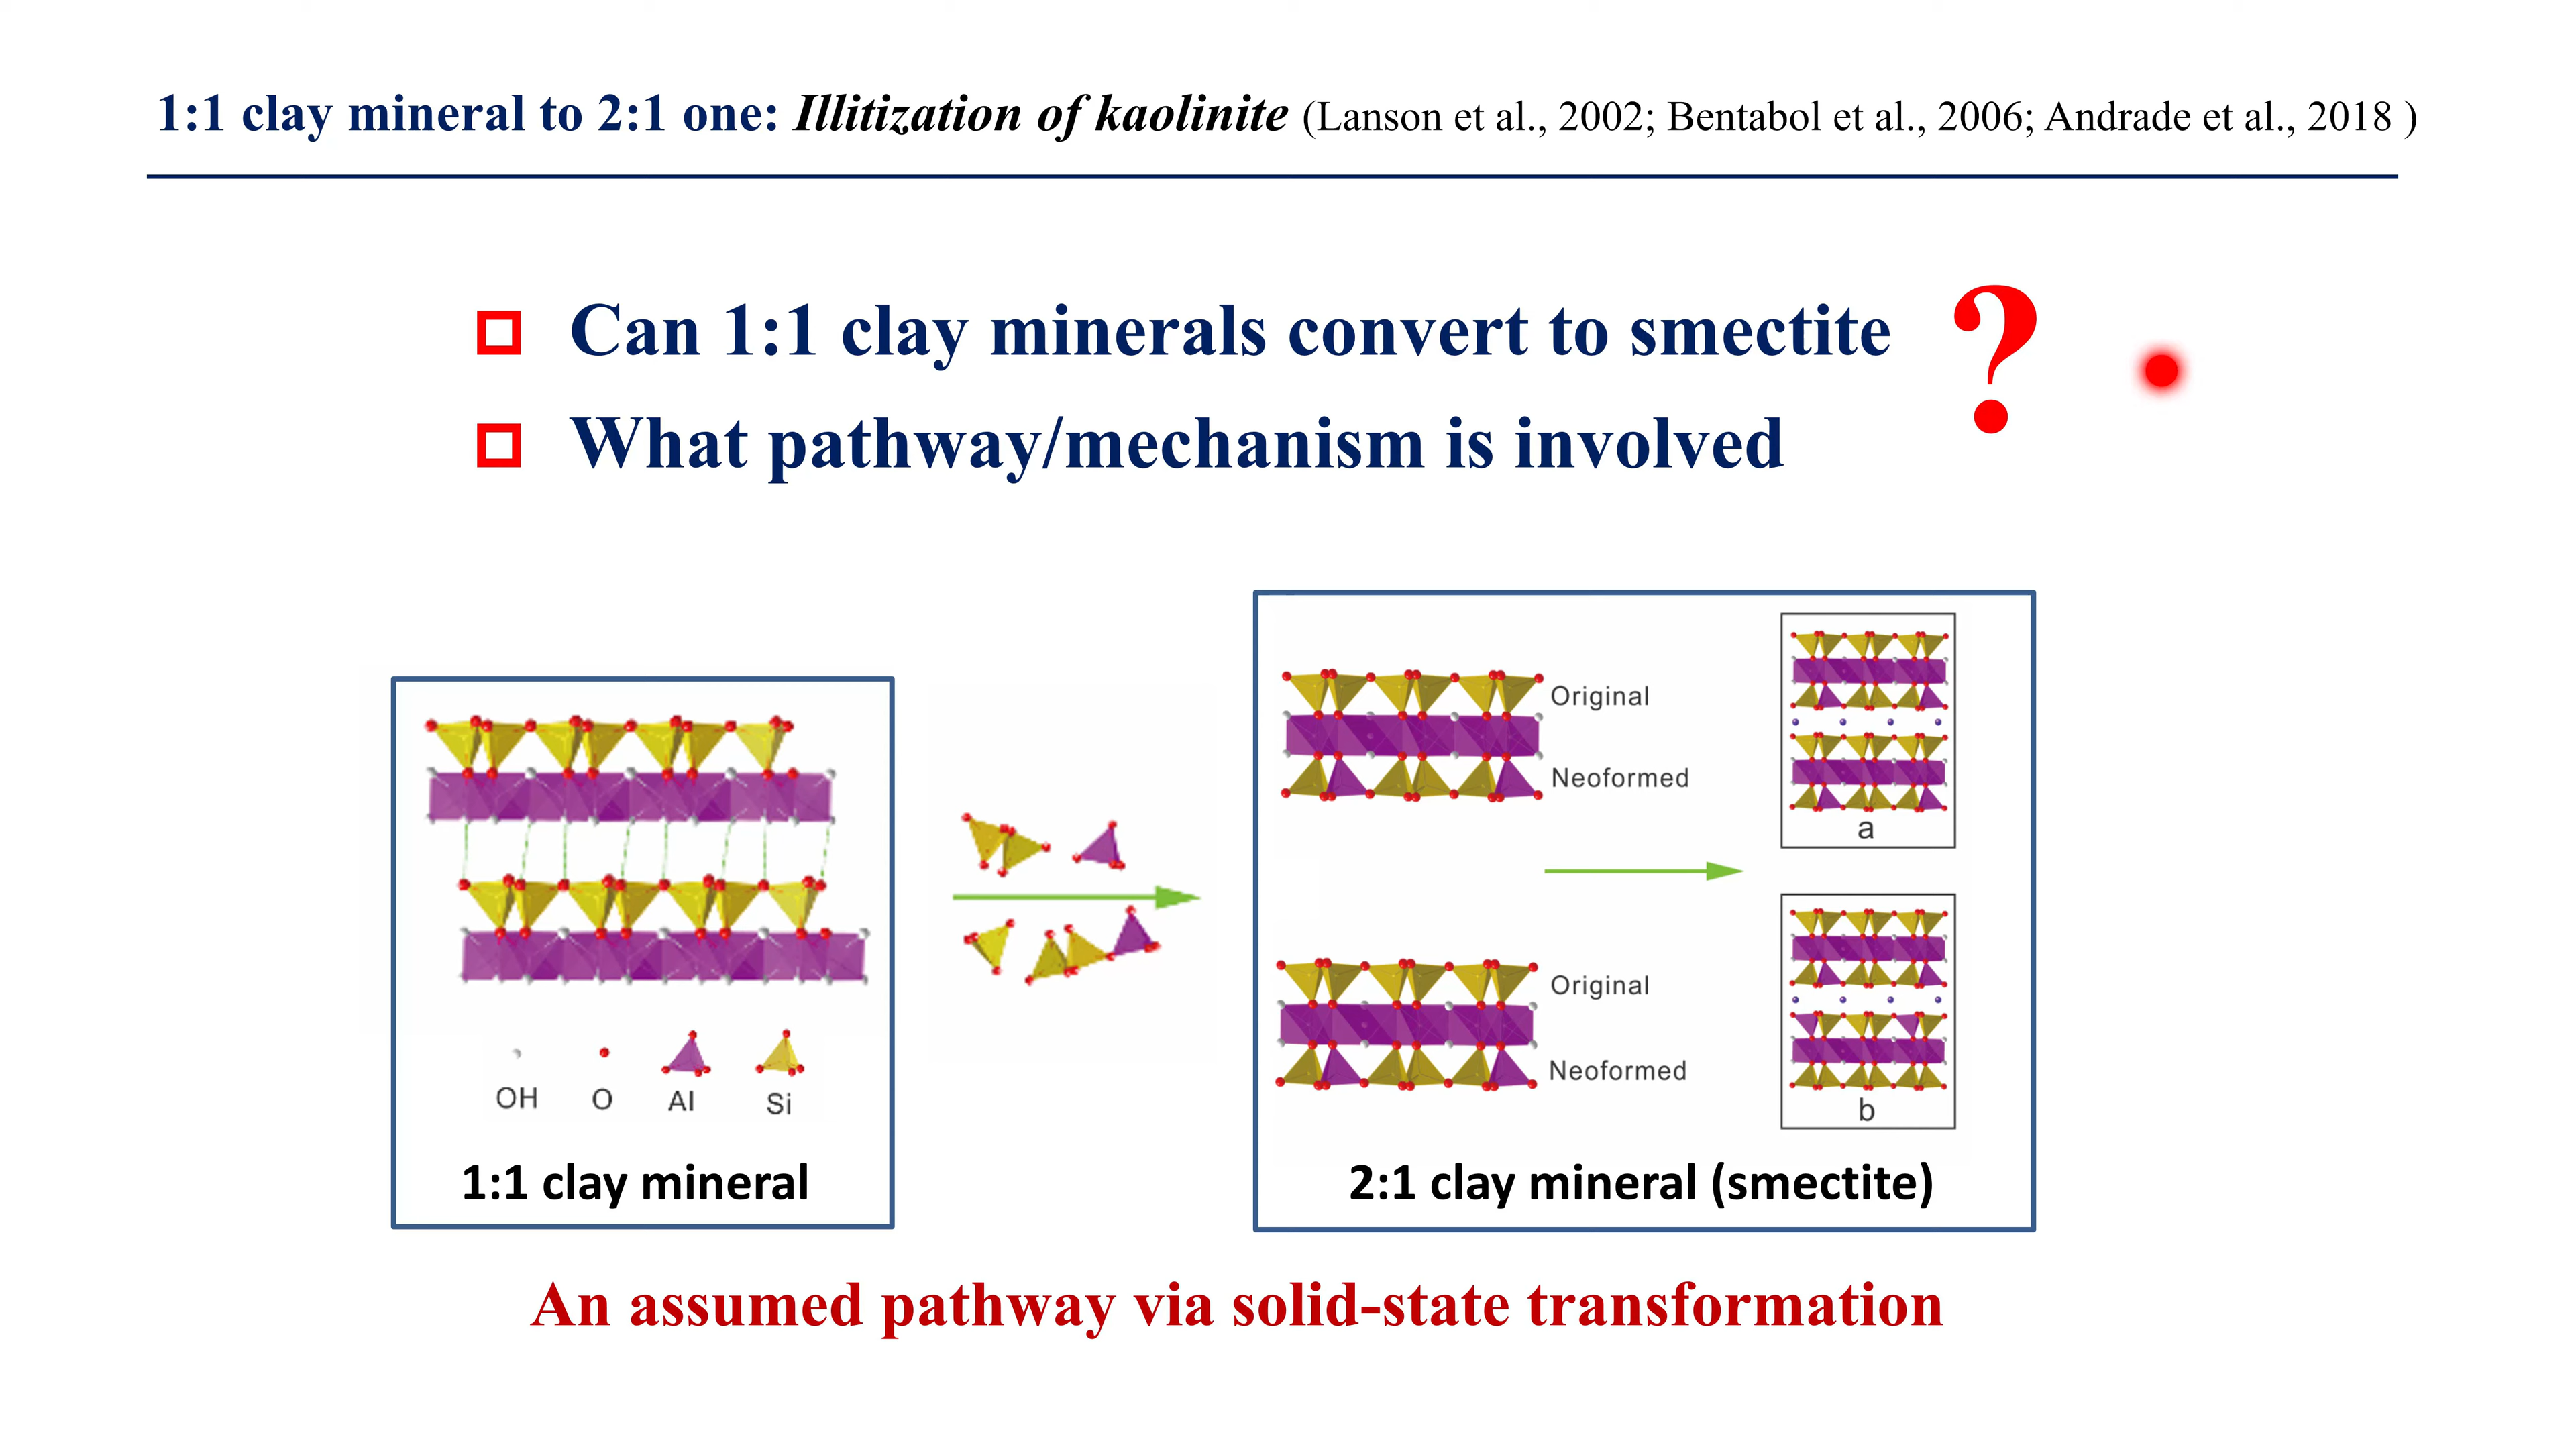 1:1 clay mineral to 2:1 one: Illitization of kaolinite (Lanson et al., 2002; Bentabol et al., 2006; Andrade et al., 2018 )
Can 1:1 clay minerals convert to smectite
?
What pathway/mechanism is involved
OH O Al Si
1:1 clay mineral
Original
Neoformed
Original
Neoformed
a
b
2:1 clay mineral (smectite)
An assumed pathway via solid-state transformation